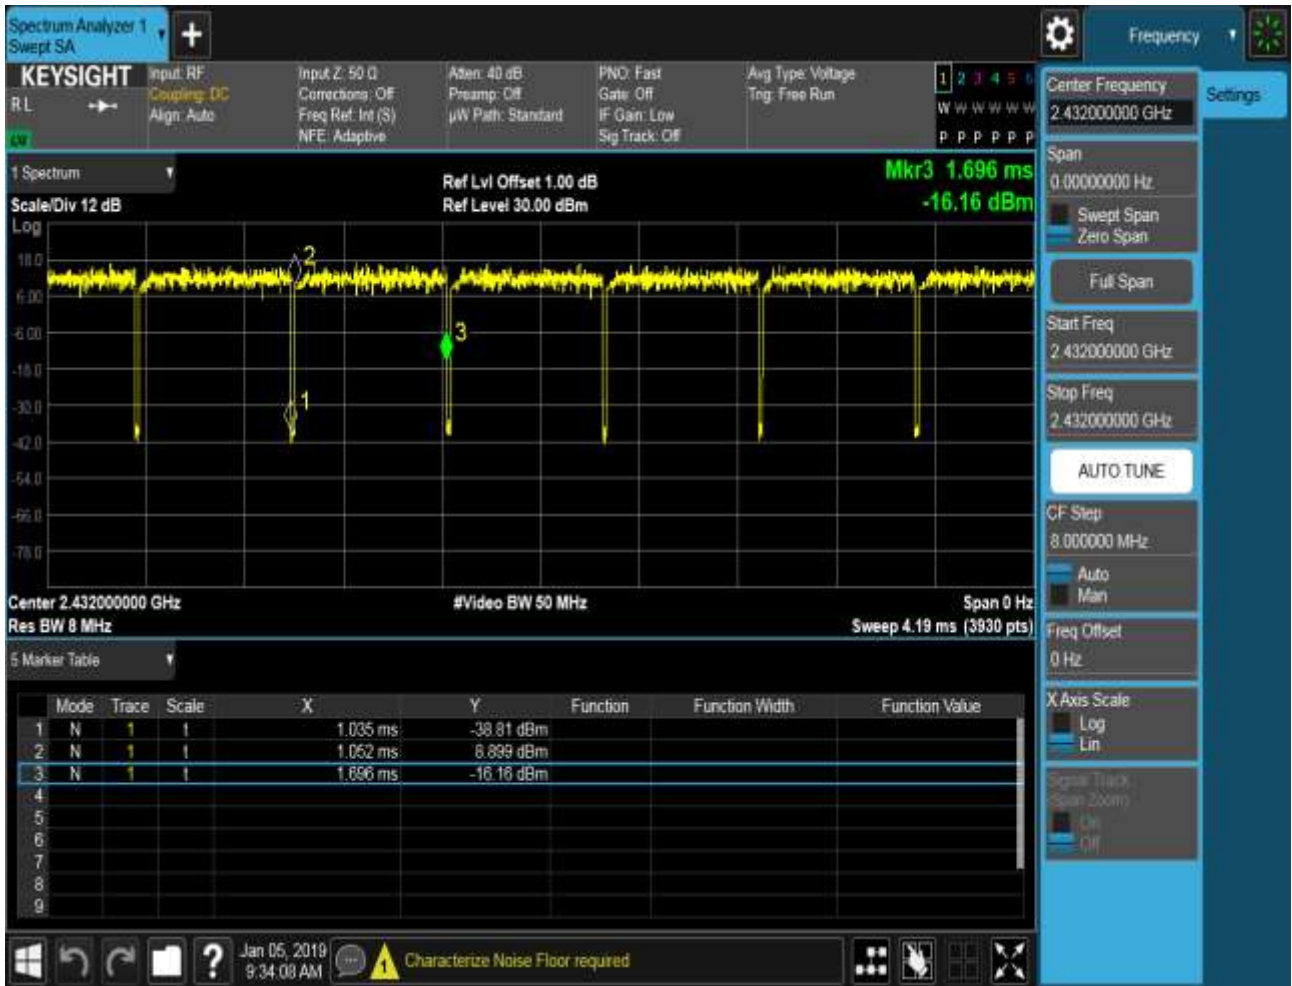 Spectrum Analyzer 1
Swept SA
+
Frequency
KEYSIGHT
RL
Input: RF
Coupling: DC
Align: Auto
Input Z: 50 Ω
Corrections: Off
Freq Ref: Int (S)
NFE: Adaptive
Atten: 40 dB
Preamp: Off
µW Path: Standard
PNO: Fast
Gate: Off
IF Gain: Low
Sig Track: Off
Avg Type: Voltage
Trig: Free Run
1 2 3 4 5 6
W W W W W W
P P P P P P
1 Spectrum
Scale/Div 12 dB
Ref Lvl Offset 1.00 dB
Ref Level 30.00 dBm
Mkr3 1.696 ms
-16.16 dBm
Log
18.0
6.00
-6.00
-18.0
-30.0
-42.0
-54.0
-66.0
-78.0
2
3
1
Center 2.432000000 GHz
Res BW 8 MHz
#Video BW 50 MHz
Span 0 Hz
Sweep 4.19 ms (3930 pts)
5 Marker Table
Mode Trace Scale X Y Function Function Width Function Value
1 N 1 t 1.035 ms -38.81 dBm
2 N 1 t 1.052 ms 8.899 dBm
3 N 1 t 1.696 ms -16.16 dBm
4
5
6
7
8
9
Center Frequency
2.432000000 GHz
Settings
Span
0.00000000 Hz
Swept Span
Zero Span
Full Span
Start Freq
2.432000000 GHz
Stop Freq
2.432000000 GHz
AUTO TUNE
CF Step
8.000000 MHz
Auto
Man
Freq Offset
0 Hz
X Axis Scale
Log
Lin
Signal Track
(Span Zoom)
On
Off
?
Jan 05, 2019
9:34:08 AM
1
Characterize Noise Floor required